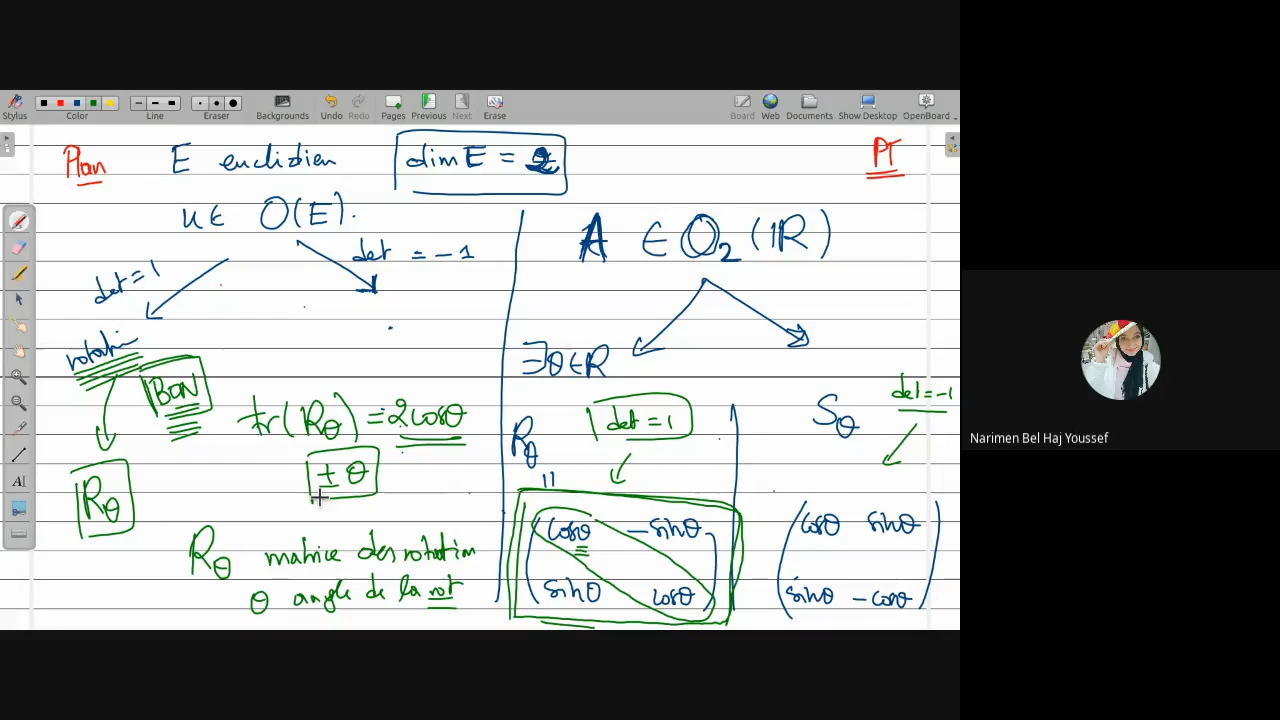 Stylus Color Line Eraser Backgrounds Undo Redo Pages Previous Next Erase Board Web Documents Show Desktop OpenBoard
Plan E euclidien dim E = 2 PT
u ∈ O(E).
det = 1
det = -1
rotation
BON
Rθ
tr(Rθ) = 2cosθ
± θ
Rθ matrice des rotation
θ angle de la rot
A ∈ O₂(ℝ)
∃θ∈ℝ
Rθ
det = 1
||
(cosθ -sinθ
sinθ cosθ)
Sθ
det = -1
(cosθ sinθ
sinθ -cosθ)
Narimen Bel Haj Youssef